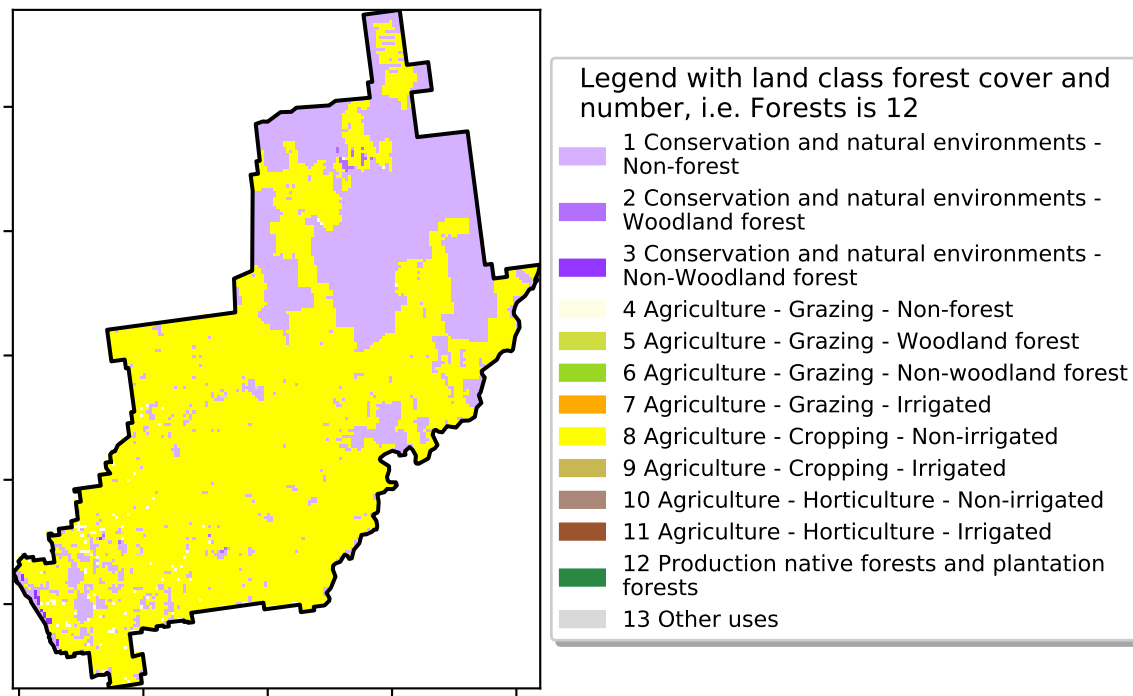 Legend with land class forest cover and
number, i.e. Forests is 12
1 Conservation and natural environments -
Non-forest
2 Conservation and natural environments -
Woodland forest
3 Conservation and natural environments -
Non-Woodland forest
4 Agriculture - Grazing - Non-forest
5 Agriculture - Grazing - Woodland forest
6 Agriculture - Grazing - Non-woodland forest
7 Agriculture - Grazing - Irrigated
8 Agriculture - Cropping - Non-irrigated
9 Agriculture - Cropping - Irrigated
10 Agriculture - Horticulture - Non-irrigated
11 Agriculture - Horticulture - Irrigated
12 Production native forests and plantation
forests
13 Other uses